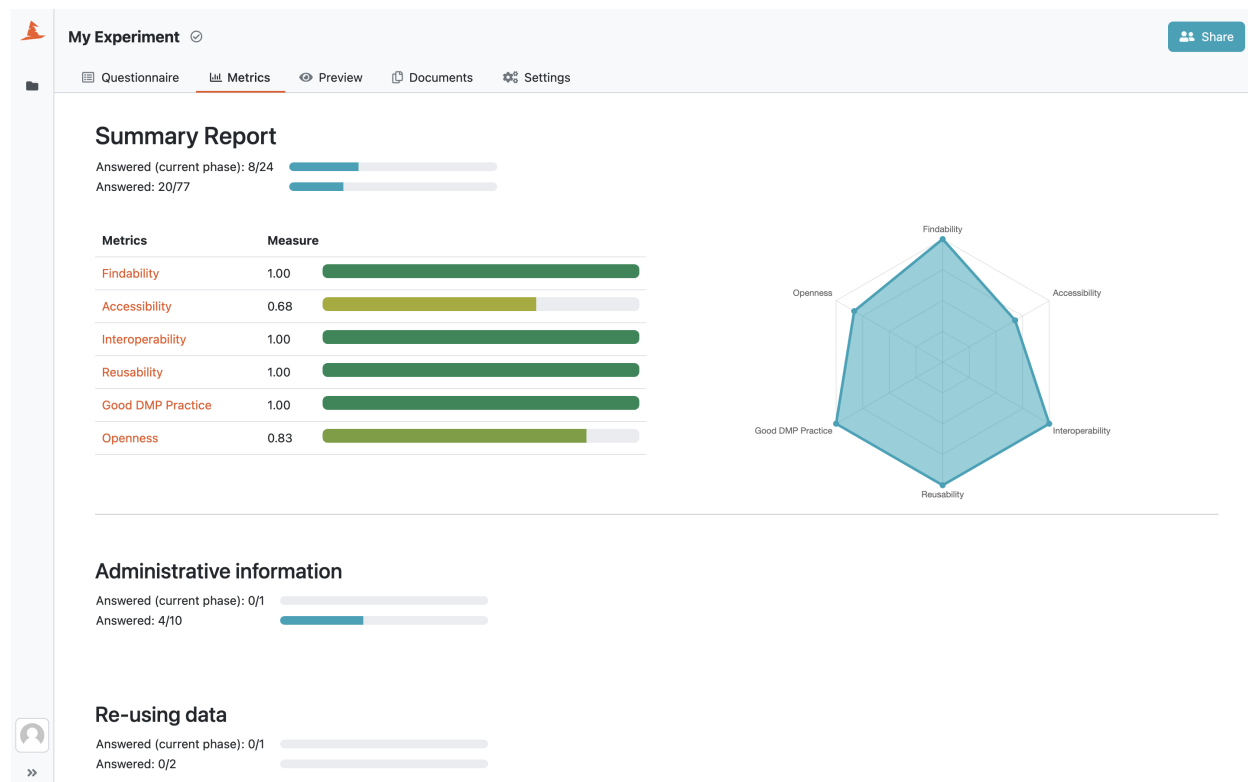 My Experiment
Share
Questionnaire Metrics Preview Documents Settings
Summary Report
Answered (current phase): 8/24
Answered: 20/77
Metrics Measure
Findability 1.00
Accessibility 0.68
Interoperability 1.00
Reusability 1.00
Good DMP Practice 1.00
Openness 0.83
Findability
Openness
Accessibility
Good DMP Practice
Interoperability
Reusability
Administrative information
Answered (current phase): 0/1
Answered: 4/10
Re-using data
Answered (current phase): 0/1
Answered: 0/2